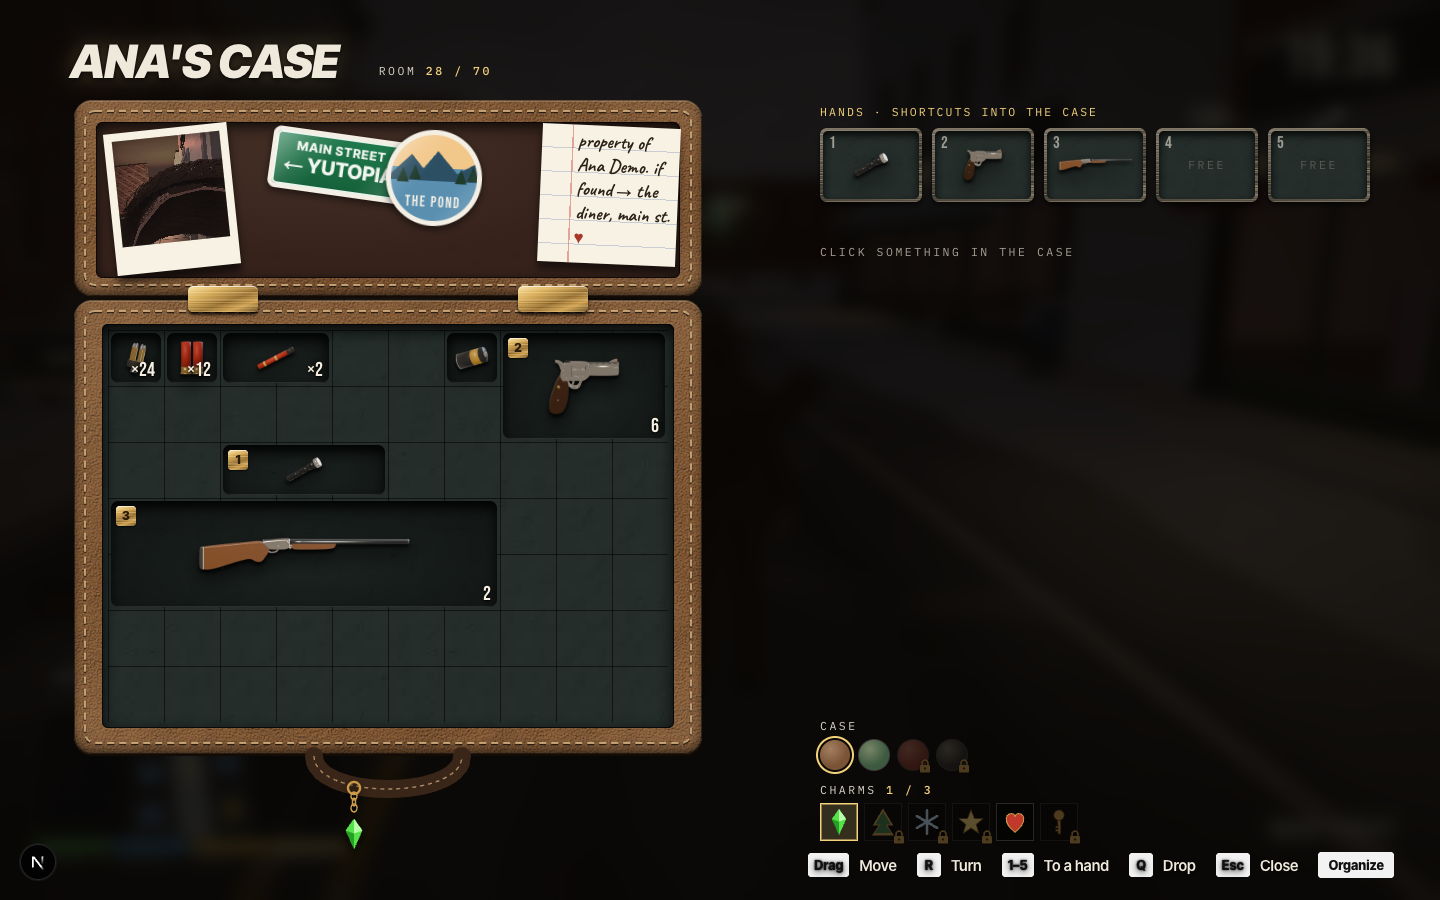 ANA'S CASE
ROOM 28 / 70
MAIN STREET
← YUTOPIA
THE POND
property of
Ana Demo. if
found → the
diner, main st.
♥
HANDS · SHORTCUTS INTO THE CASE
1
2
3
4
FREE
5
FREE
CLICK SOMETHING IN THE CASE
×24
×12
×2
2
6
1
3
2
CASE
CHARMS 1 / 3
N
Drag Move R Turn 1–5 To a hand Q Drop Esc Close Organize